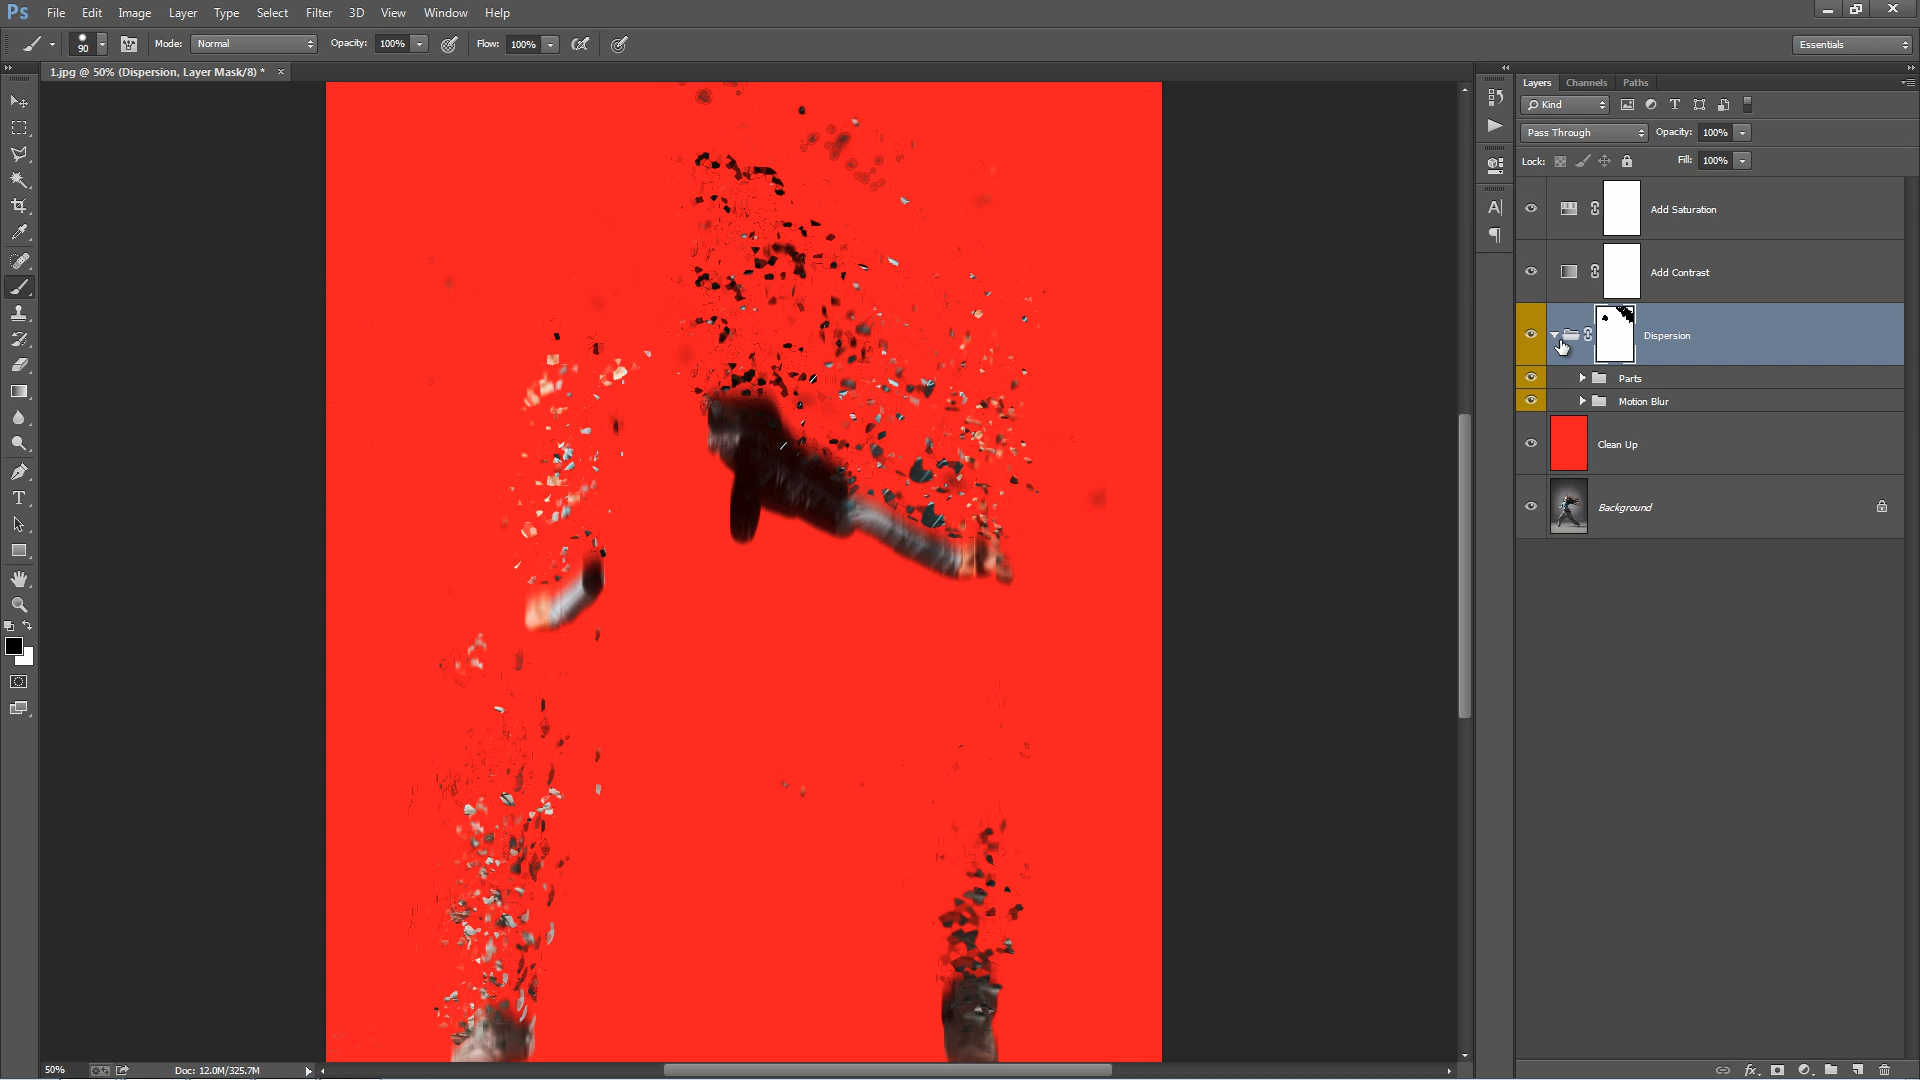 Ps File Edit Image Layer Type Select Filter 3D View Window Help
90 Mode: Normal Opacity: 100% Flow: 100% Essentials
1.jpg @ 50% (Dispersion, Layer Mask/8) * ×
Layers Channels Paths
Kind
Pass Through Opacity: 100%
Lock: Fill: 100%
Add Saturation
Add Contrast
Dispersion
Parts
Motion Blur
Clean Up
Background
50% Doc: 12.0M/325.7M